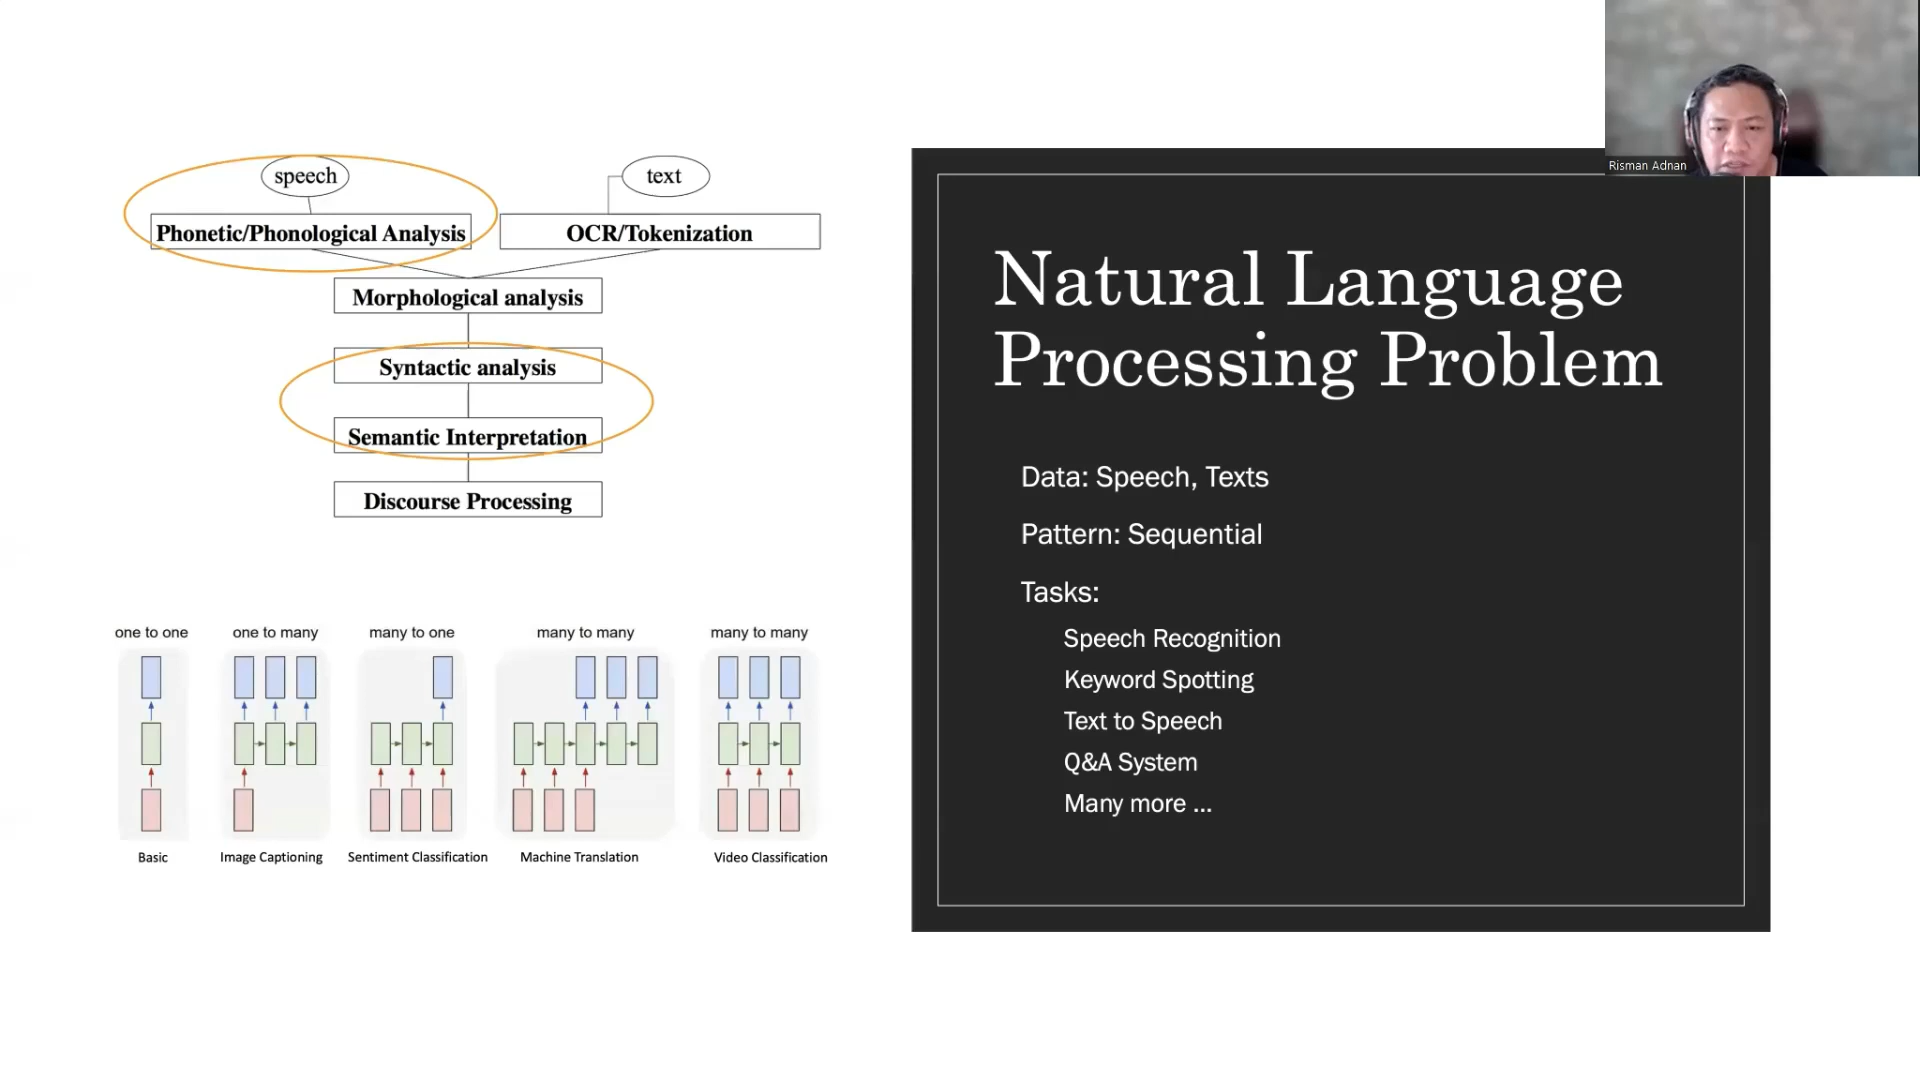 speech
text
Phonetic/Phonological Analysis
OCR/Tokenization
Morphological analysis
Syntactic analysis
Semantic Interpretation
Discourse Processing
one to one
one to many
many to one
many to many
many to many
Basic
Image Captioning
Sentiment Classification
Machine Translation
Video Classification
Risman Adnan
Natural Language
Processing Problem
Data: Speech, Texts
Pattern: Sequential
Tasks:
Speech Recognition
Keyword Spotting
Text to Speech
Q&A System
Many more ...